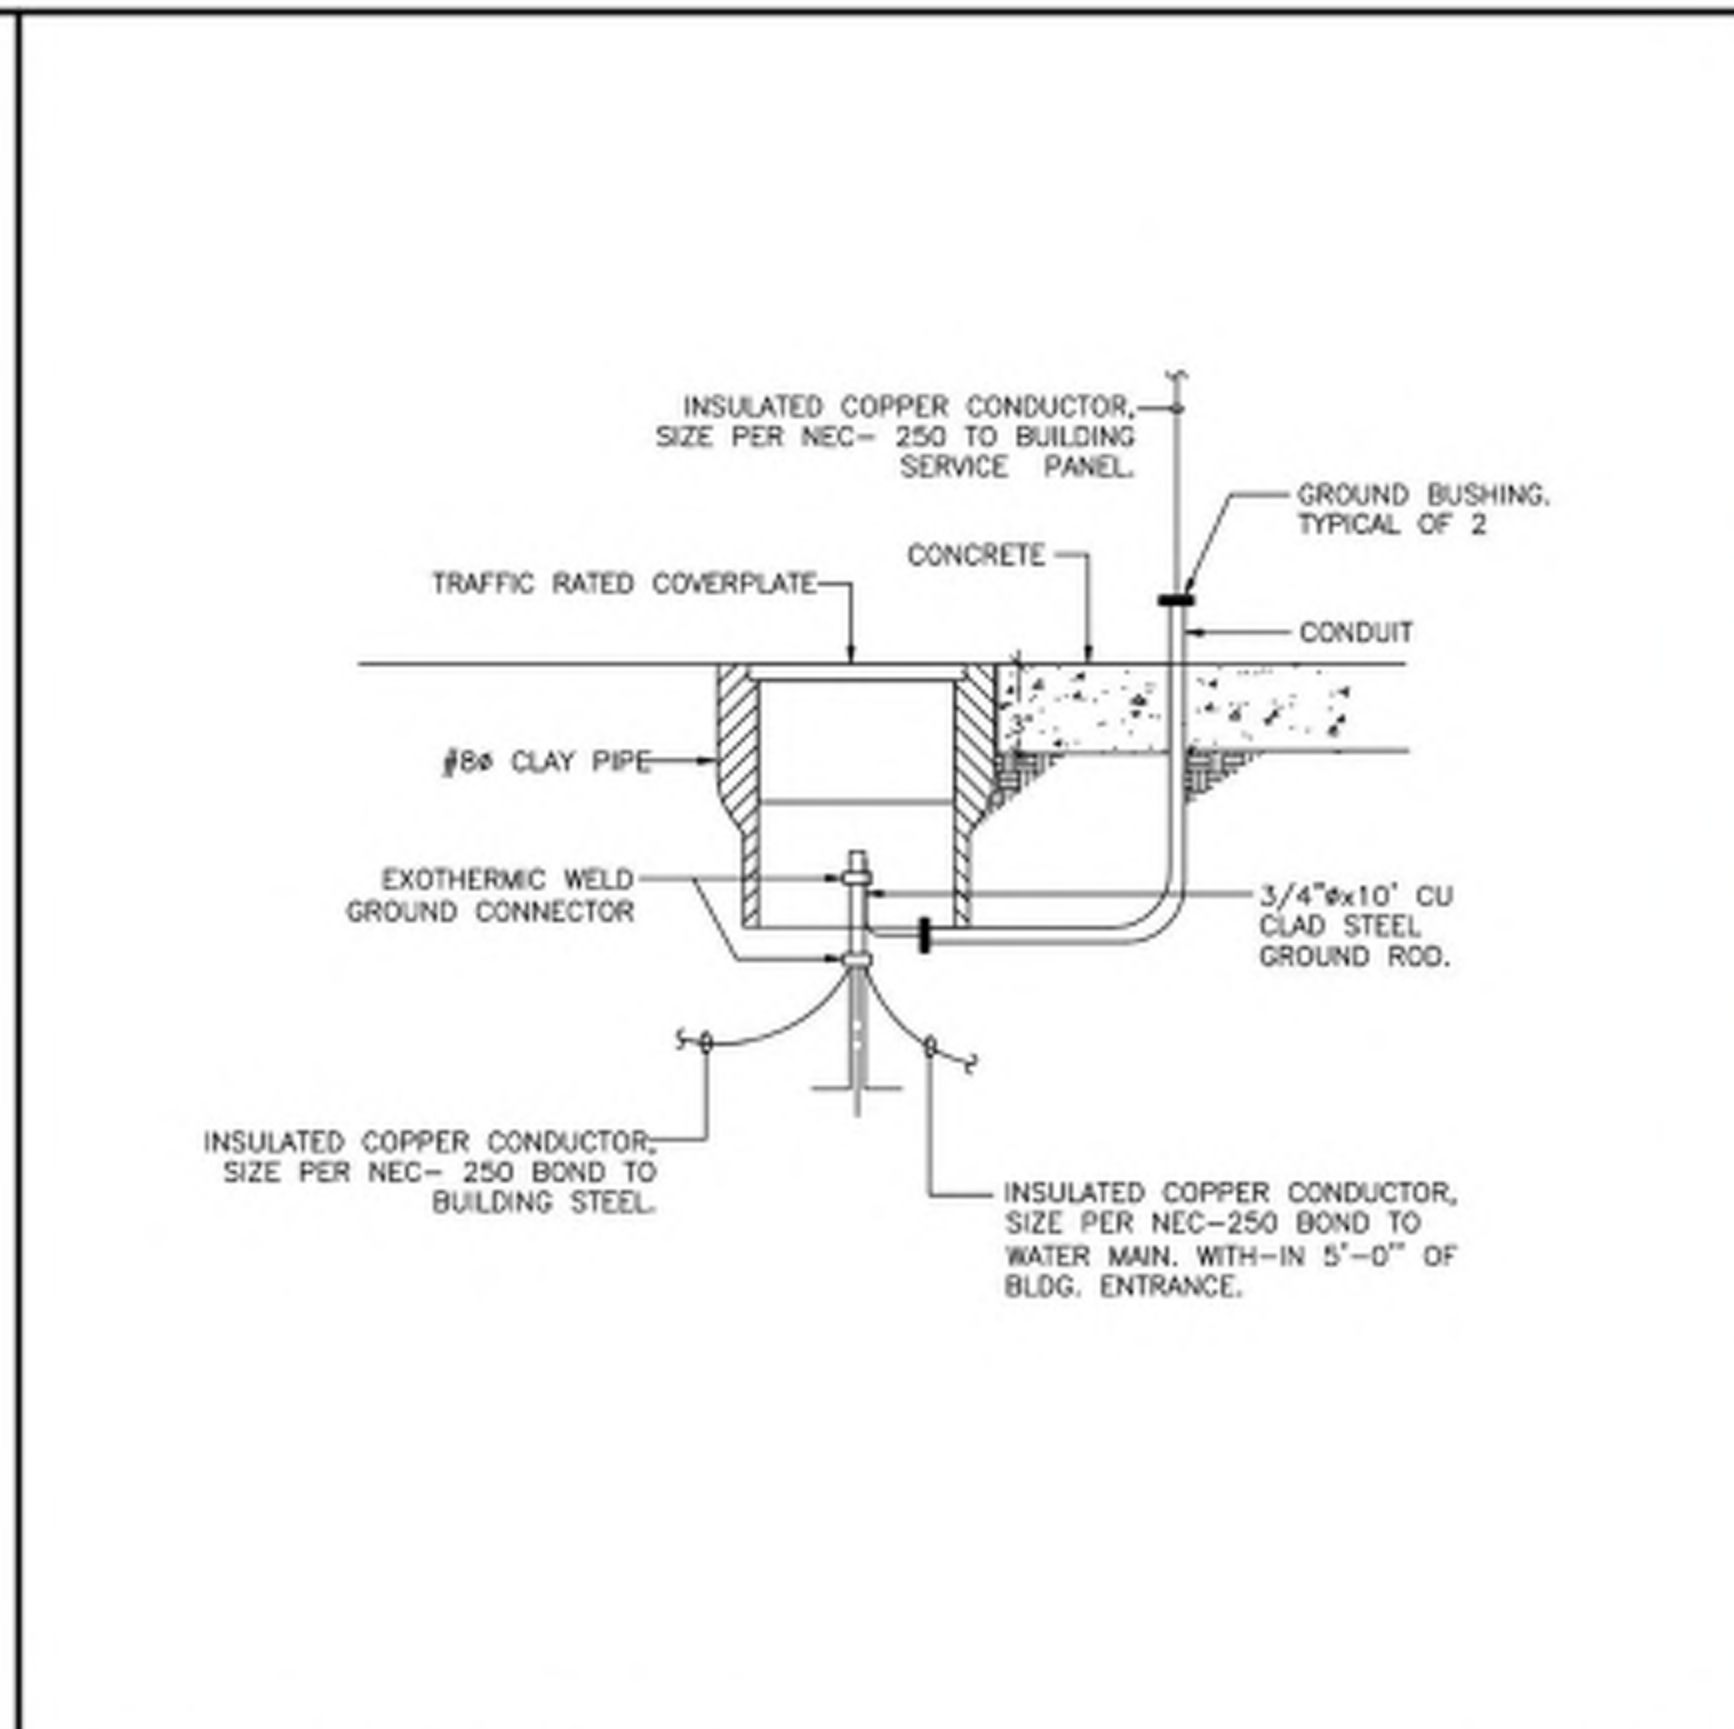 INSULATED COPPER CONDUCTOR,
SIZE PER NEC- 250 TO BUILDING
SERVICE PANEL.
GROUND BUSHING.
TYPICAL OF 2
CONCRETE
TRAFFIC RATED COVERPLATE
CONDUIT
3"
#8ø CLAY PIPE
EXOTHERMIC WELD
GROUND CONNECTOR
3/4"øx10' CU
CLAD STEEL
GROUND ROD.
INSULATED COPPER CONDUCTOR,
SIZE PER NEC- 250 BOND TO
BUILDING STEEL.
INSULATED COPPER CONDUCTOR,
SIZE PER NEC-250 BOND TO
WATER MAIN. WITH-IN 5'-0"" OF
BLDG. ENTRANCE.